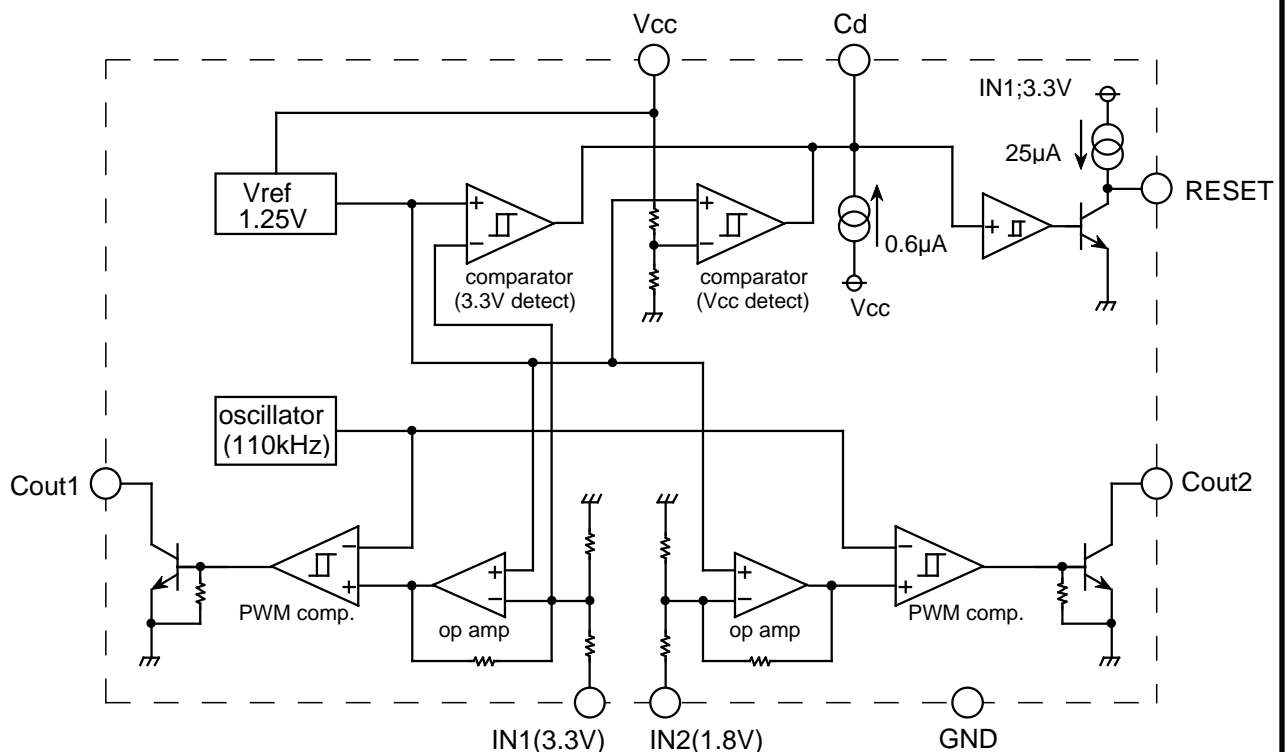 Vcc
Cd
IN1;3.3V
25µA
RESET
Vref
1.25V
+
−
+
−
+
0.6µA
comparator
(3.3V detect)
comparator
(Vcc detect)
Vcc
oscillator
(110kHz)
Cout1
Cout2
−
+
+
−
+
−
−
+
PWM comp.
op amp
op amp
PWM comp.
IN1(3.3V)
IN2(1.8V)
GND